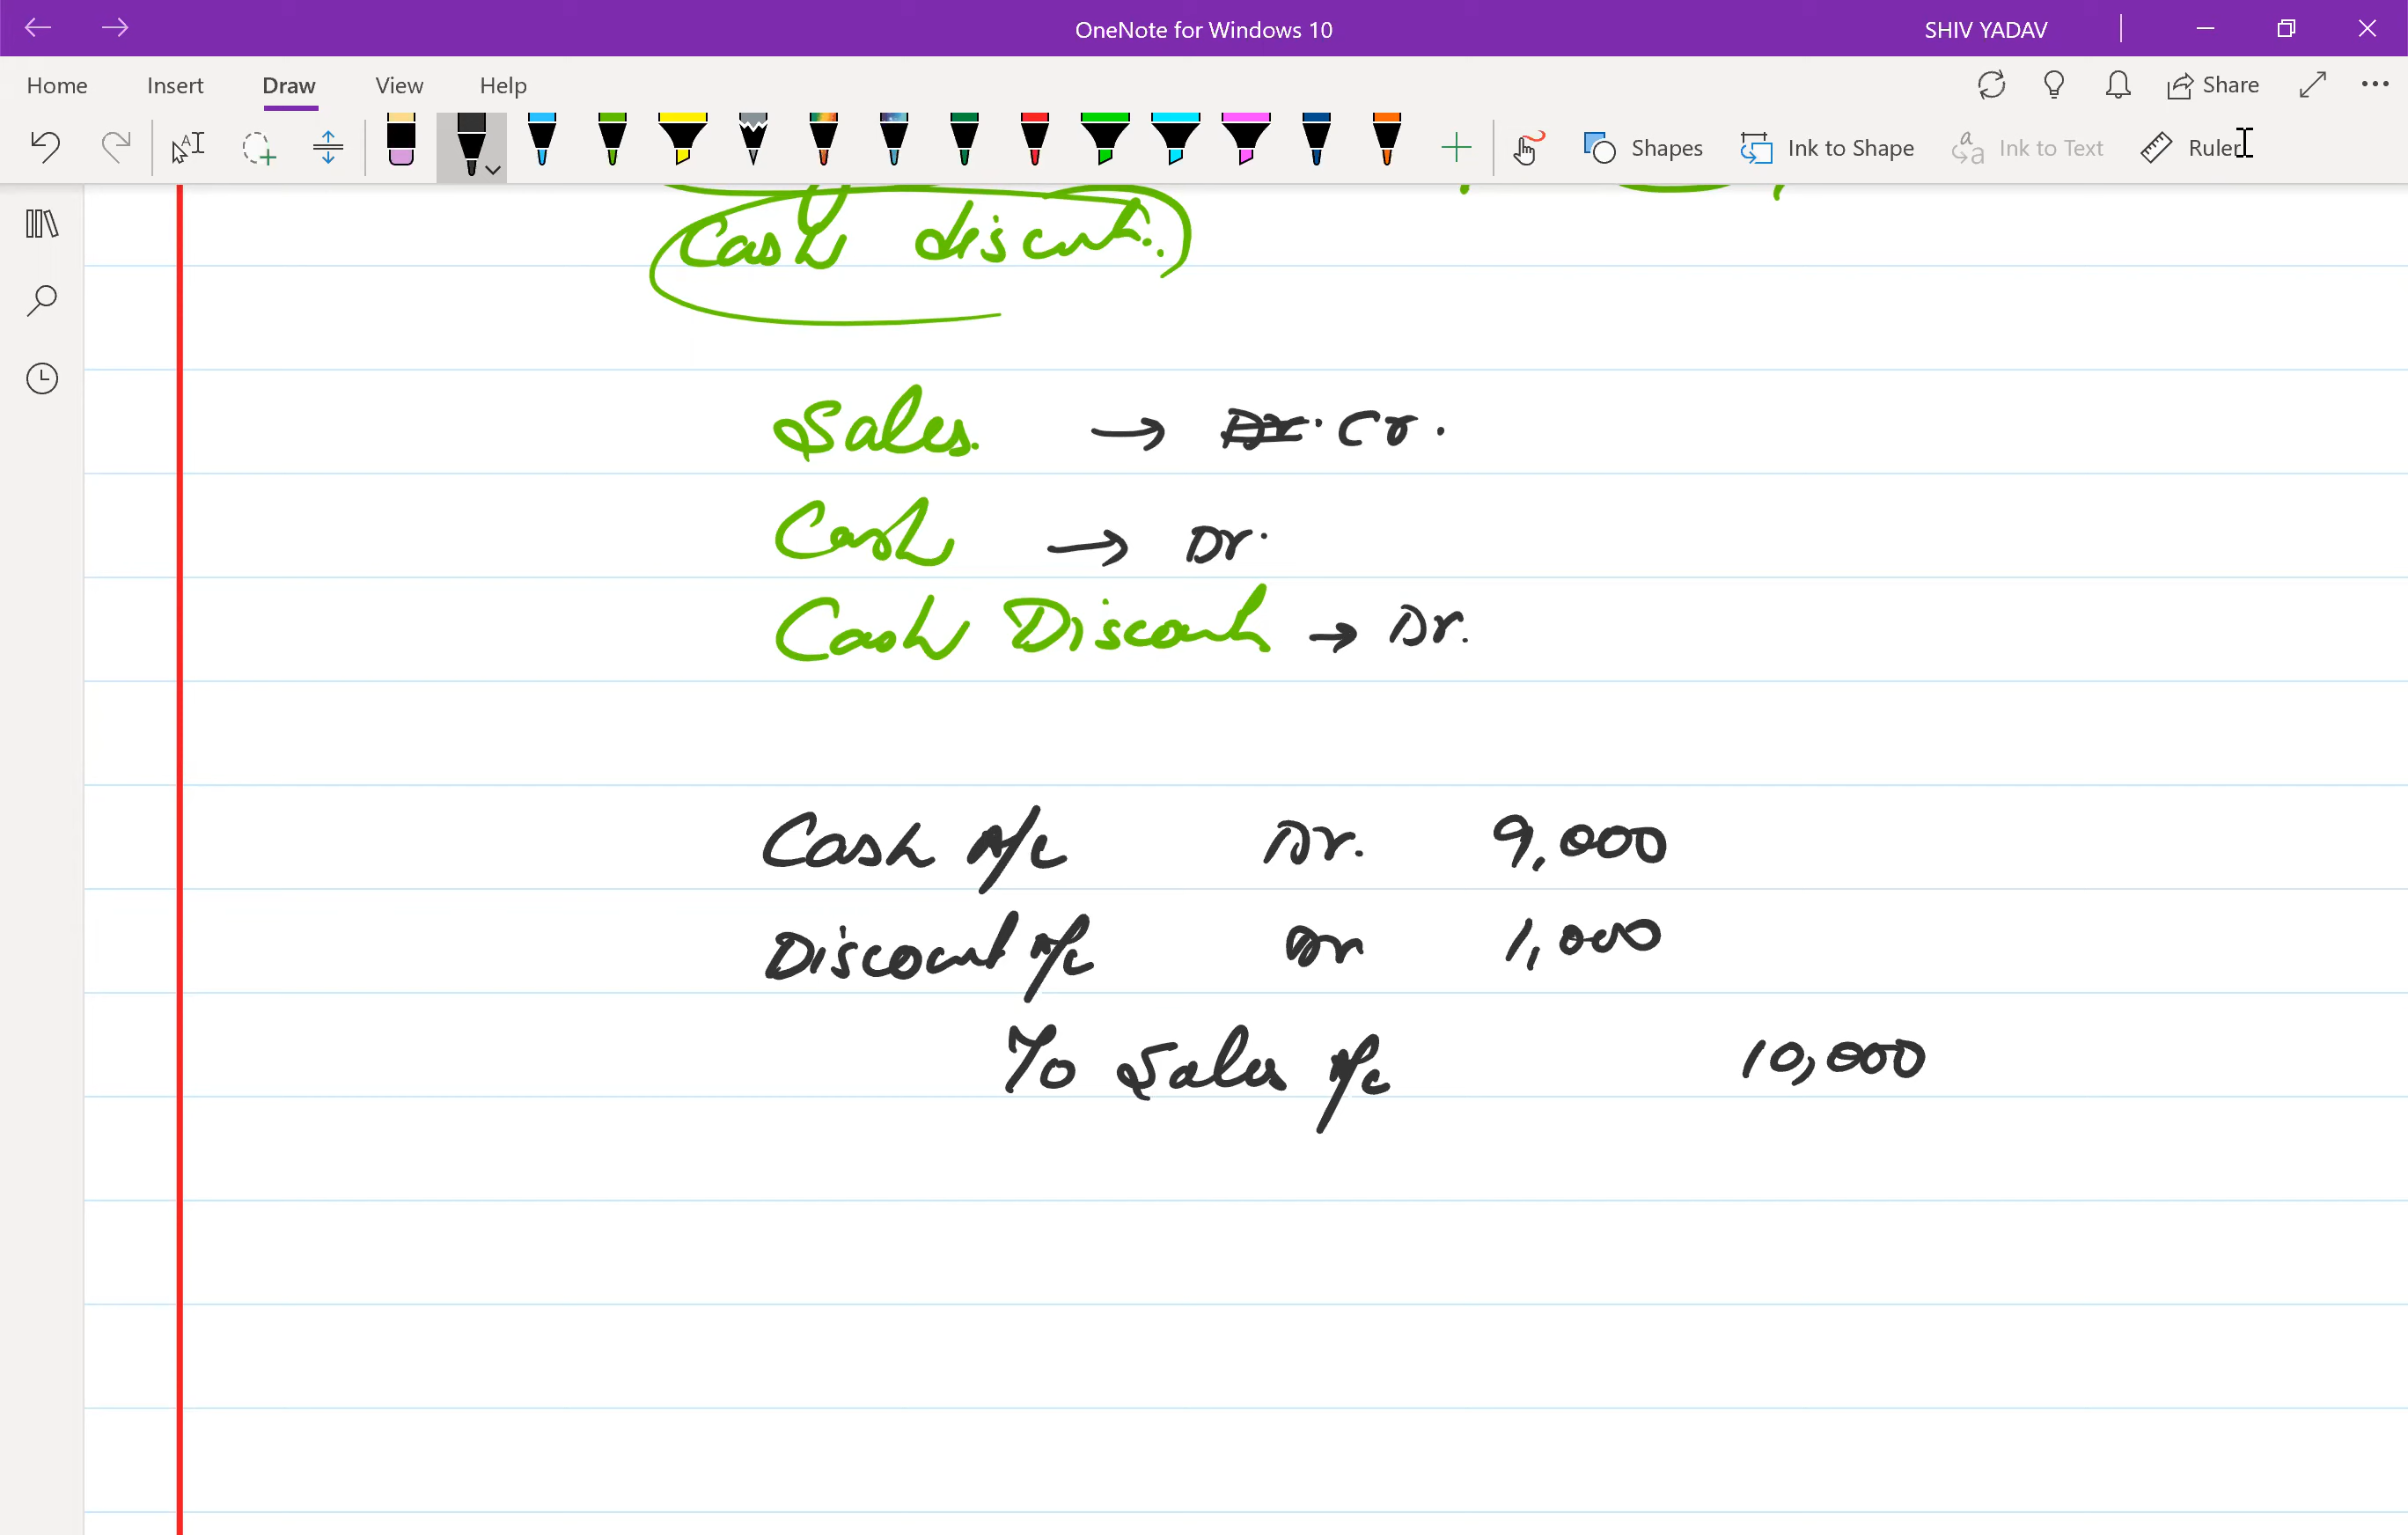 OneNote for Windows 10 SHIV YADAV
Home Insert Draw View Help Share
Shapes Ink to Shape Ink to Text Ruler
Cash discunt.
Sales. → Dr. Cr.
Cash → Dr.
Cash Discount → Dr.
Cash A/c Dr. 9,000
Discount A/c Dr 1,000
To Sales A/c 10,000